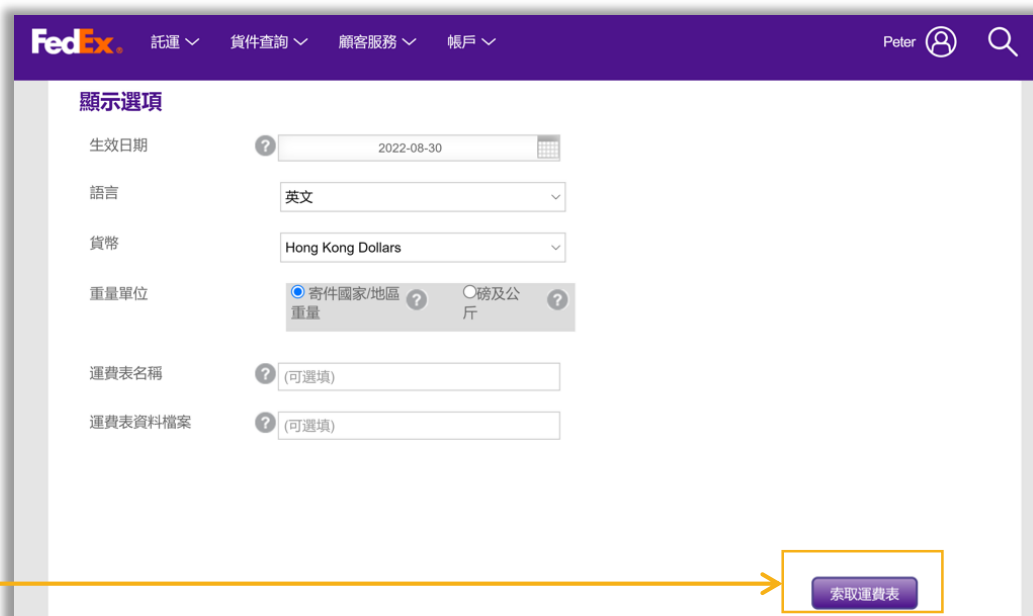 FedEx. 託運 貨件查詢 顧客服務 帳戶 Peter
顯示選項
生效日期 ? 2022-08-30
語言 英文
貨幣 Hong Kong Dollars
重量單位 寄件國家/地區 ? 磅及公 ?
重量 斤
運費表名稱 ? (可選填)
運費表資料檔案 ? (可選填)
索取運費表